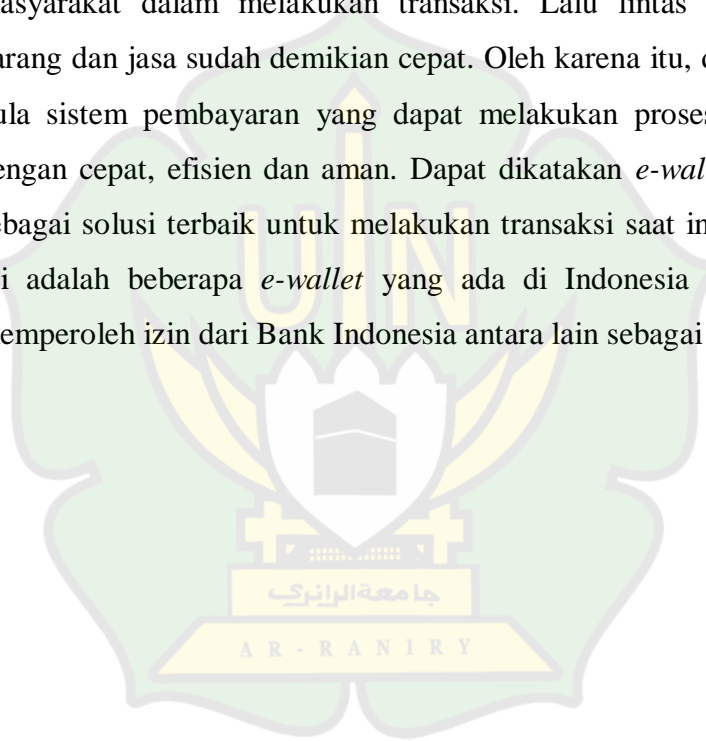 asyarakat dalam melakukan transaksi. Lalu lintas
arang dan jasa sudah demikian cepat. Oleh karena itu,
ula sistem pembayaran yang dapat melakukan proses
engan cepat, efisien dan aman. Dapat dikatakan e-wal
ebagai solusi terbaik untuk melakukan transaksi saat in
i adalah beberapa e-wallet yang ada di Indonesia
emperoleh izin dari Bank Indonesia antara lain sebagai
UIN
جامعة الرانري
AR-RANIRY